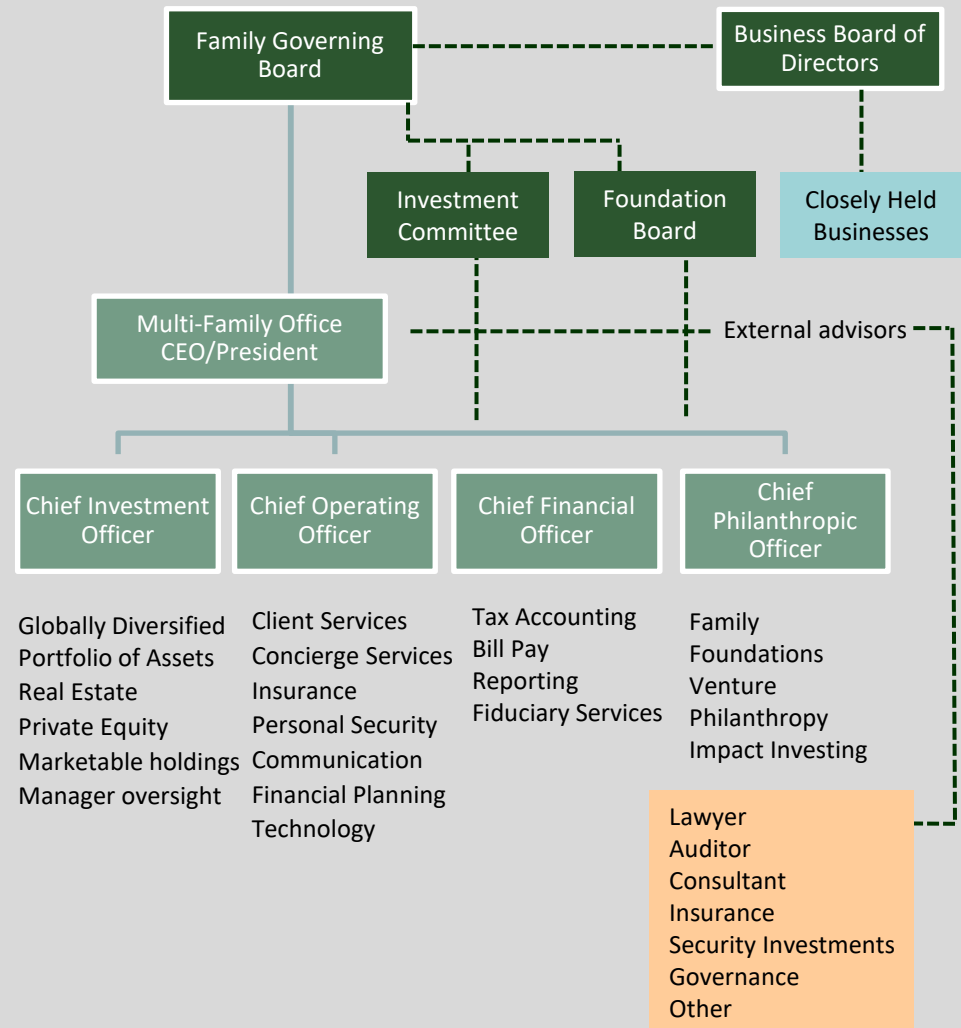 Family Governing
Board
Business Board of
Directors
Investment
Committee
Foundation
Board
Closely Held
Businesses
Multi-Family Office
CEO/President
External advisors
Chief Investment
Officer
Chief Operating
Officer
Chief Financial
Officer
Chief
Philanthropic
Officer
Globally Diversified
Portfolio of Assets
Real Estate
Private Equity
Marketable holdings
Manager oversight
Client Services
Concierge Services
Insurance
Personal Security
Communication
Financial Planning
Technology
Tax Accounting
Bill Pay
Reporting
Fiduciary Services
Family
Foundations
Venture
Philanthropy
Impact Investing
Lawyer
Auditor
Consultant
Insurance
Security Investments
Governance
Other